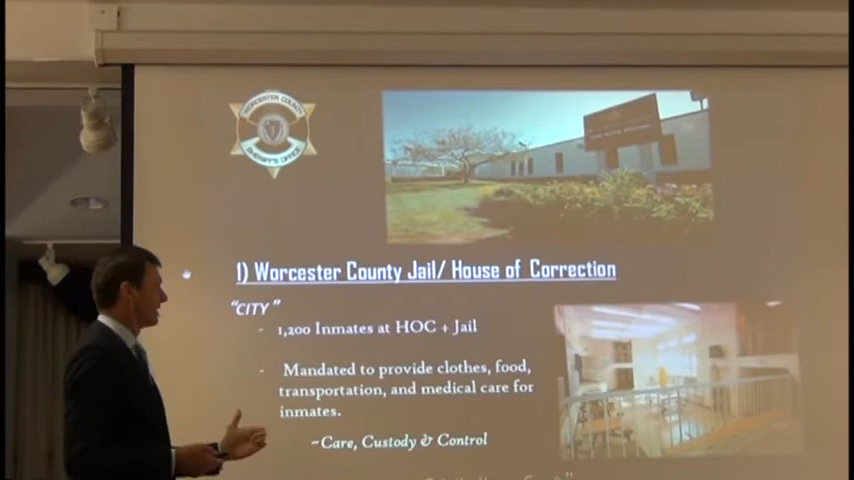 WORCESTER COUNTY
SHERIFF'S OFFICE
1) Worcester County Jail/ House of Correction
"CITY"
- 1,200 Inmates at HOC + Jail
- Mandated to provide clothes, food,
transportation, and medical care for
inmates.
~Care, Custody & Control